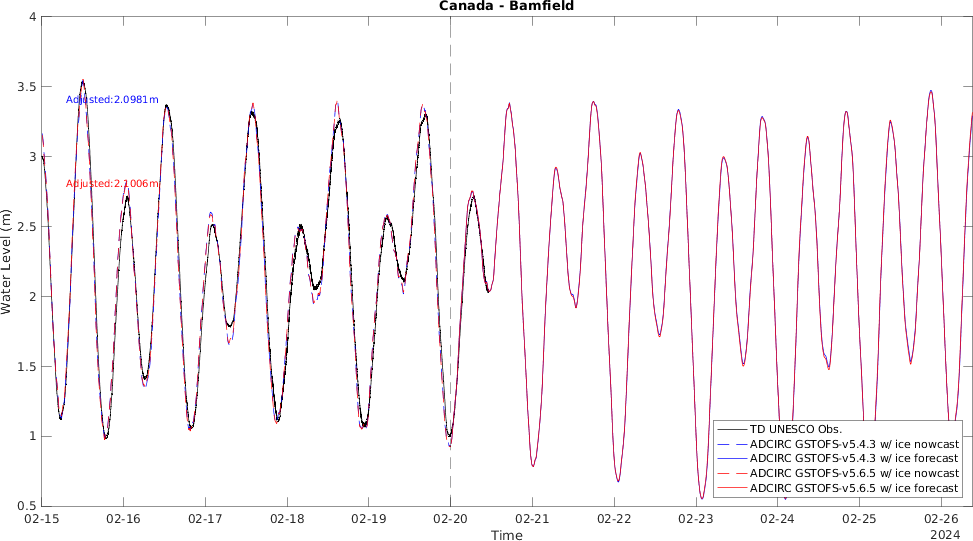 Canada - Bamfield
4
3.5
3
2.5
2
1.5
1
0.5
Water Level (m)
Adjusted:2.0981m
Adjusted:2.1006m
TD UNESCO Obs.
ADCIRC GSTOFS-v5.4.3 w/ ice nowcast
ADCIRC GSTOFS-v5.4.3 w/ ice forecast
ADCIRC GSTOFS-v5.6.5 w/ ice nowcast
ADCIRC GSTOFS-v5.6.5 w/ ice forecast
02-15 02-16 02-17 02-18 02-19 02-20 02-21 02-22 02-23 02-24 02-25 02-26
2024
Time